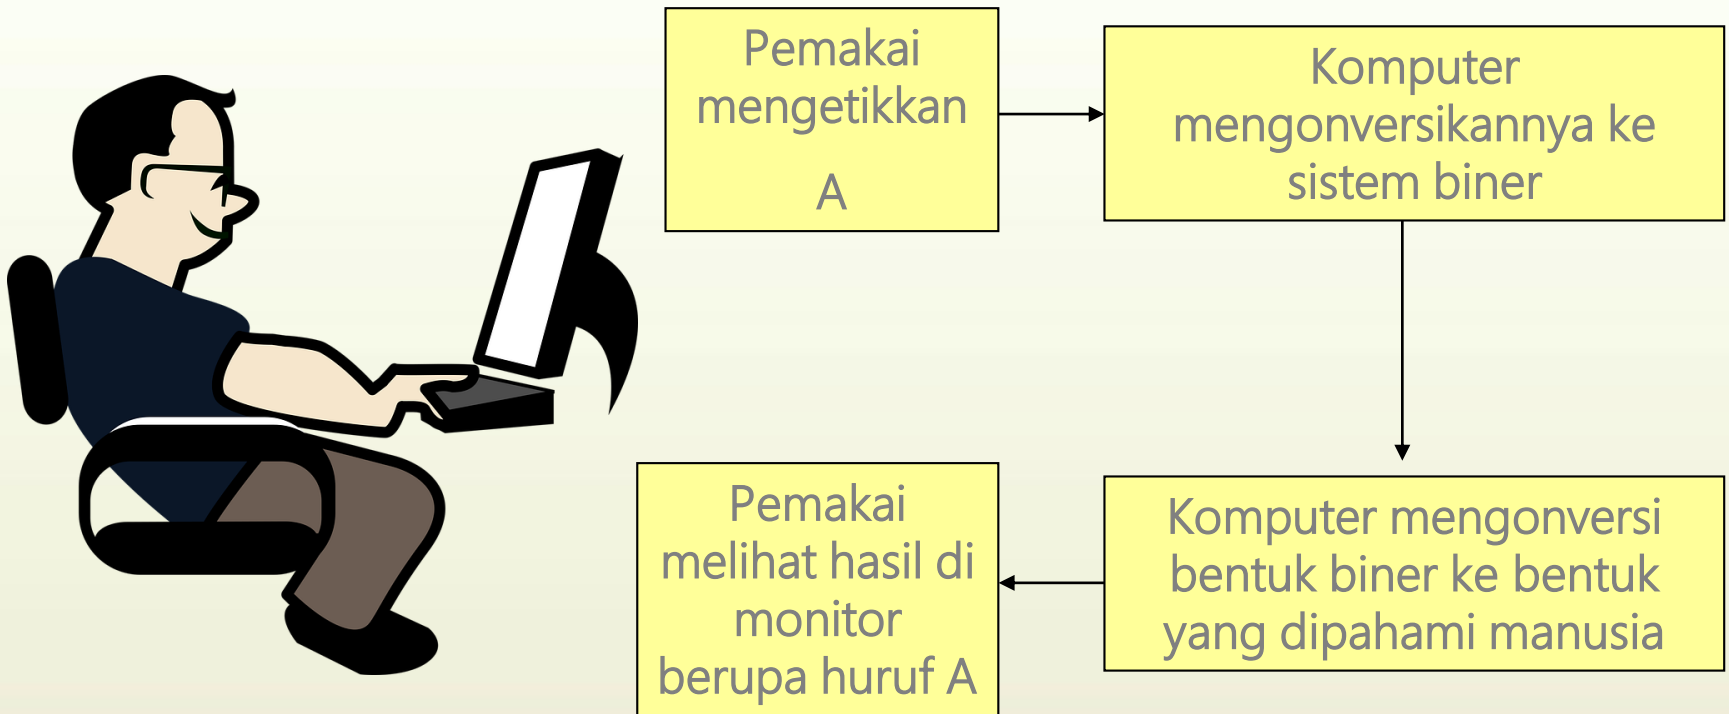 Pemakai
mengetikkan
A
Komputer
mengonversikannya ke
sistem biner
Komputer mengonversi
bentuk biner ke bentuk
yang dipahami manusia
Pemakai
melihat hasil di
monitor
berupa huruf A